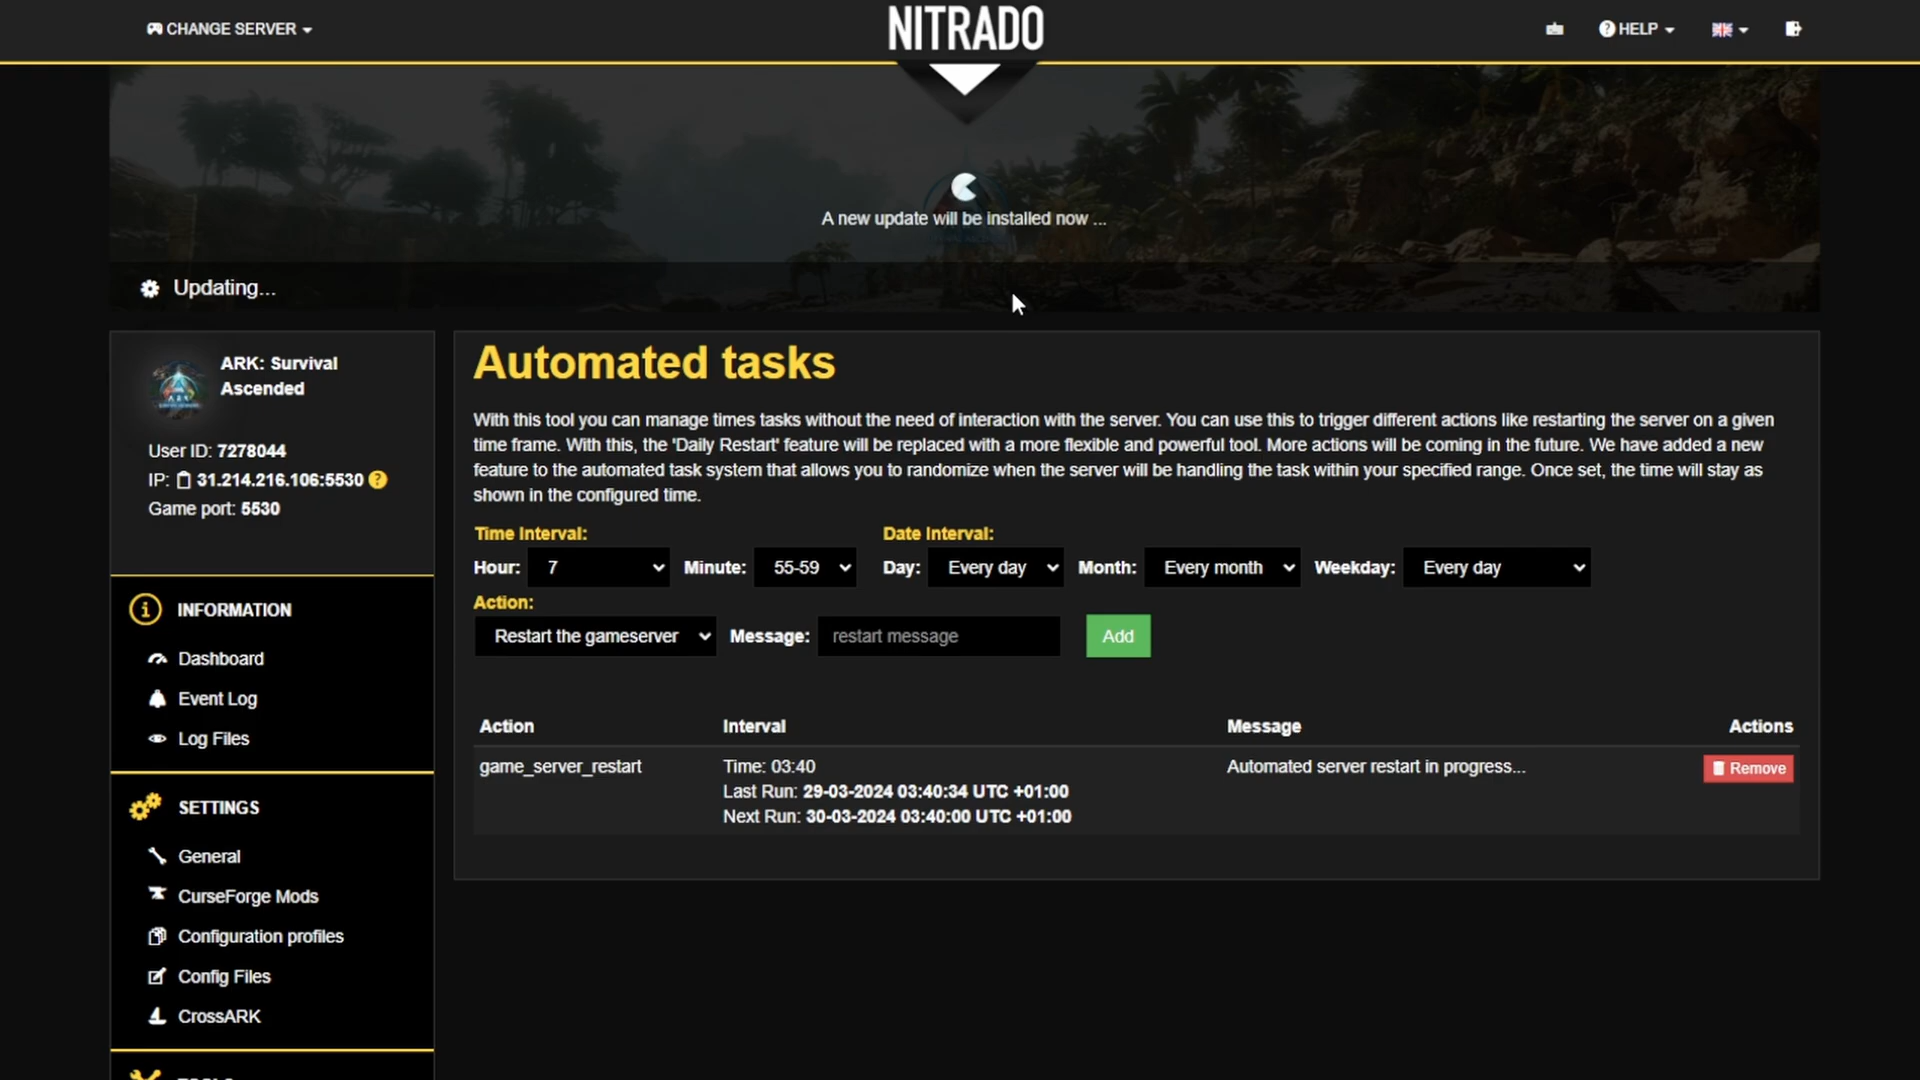 CHANGE SERVER
NITRADO
HELP
A new update will be installed now ...
Updating...
ARK: Survival
Ascended
User ID: 7278044
IP: 31.214.216.106:5530 ?
Game port: 5530
INFORMATION
Dashboard
Event Log
Log Files
SETTINGS
General
CurseForge Mods
Configuration profiles
Config Files
CrossARK
Automated tasks
With this tool you can manage times tasks without the need of interaction with the server. You can use this to trigger different actions like restarting the server on a given
time frame. With this, the 'Daily Restart' feature will be replaced with a more flexible and powerful tool. More actions will be coming in the future. We have added a new
feature to the automated task system that allows you to randomize when the server will be handling the task within your specified range. Once set, the time will stay as
shown in the configured time.
Time Interval: Date Interval:
Hour: 7 Minute: 55-59 Day: Every day Month: Every month Weekday: Every day
Action:
Restart the gameserver Message: restart message Add
Action Interval Message Actions
game_server_restart Time: 03:40 Automated server restart in progress... Remove
Last Run: 29-03-2024 03:40:34 UTC +01:00
Next Run: 30-03-2024 03:40:00 UTC +01:00